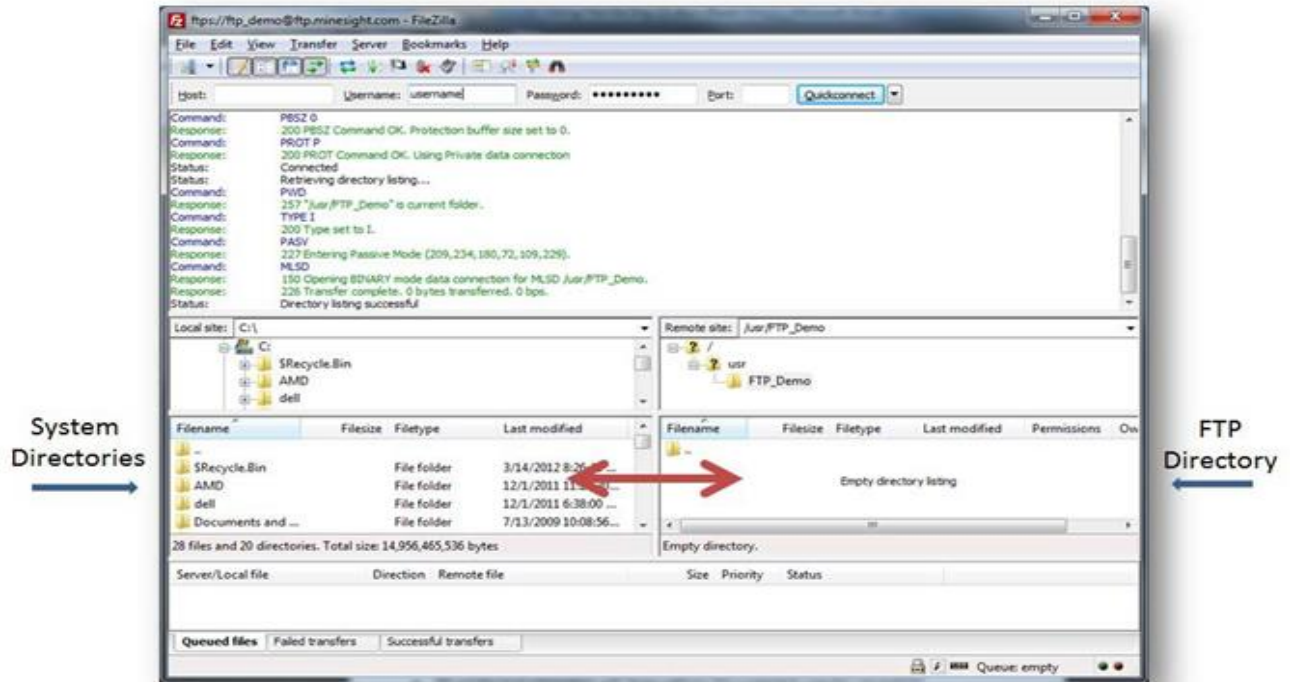 ftps://ftp_demo@ftp.minesight.com - FileZilla
File Edit View Transfer Server Bookmarks Help
Host: Username: username Password: ••••••••• Port: Quickconnect
Command: PBSZ 0
Response: 200 PBSZ Command OK. Protection buffer size set to 0.
Command: PROT P
Response: 200 PROT Command OK. Using Private data connection
Status: Connected
Status: Retrieving directory listing...
Command: PWD
Response: 257 "/usr/FTP_Demo" is current folder.
Command: TYPE I
Response: 200 Type set to I.
Command: PASV
Response: 227 Entering Passive Mode (209,234,180,72,109,229).
Command: MLSD
Response: 150 Opening BINARY mode data connection for MLSD /usr/FTP_Demo.
Response: 226 Transfer complete. 0 bytes transferred. 0 bps.
Status: Directory listing successful
Local site: C:\
C:
$Recycle.Bin
AMD
dell
Remote site: /usr/FTP_Demo
/
usr
FTP_Demo
System
Directories
Filename Filesize Filetype Last modified
..
$Recycle.Bin File folder 3/14/2012
AMD File folder 12/1/2011
dell File folder 12/1/2011 6:38:00 ...
Documents and ... File folder 7/13/2009 10:08:56...
28 files and 20 directories. Total size: 14,956,465,536 bytes
Filename Filesize Filetype Last modified Permissions Ow
..
Empty directory listing
Empty directory.
FTP
Directory
Server/Local file Direction Remote file Size Priority Status
Queued files Failed transfers Successful transfers
Queue: empty